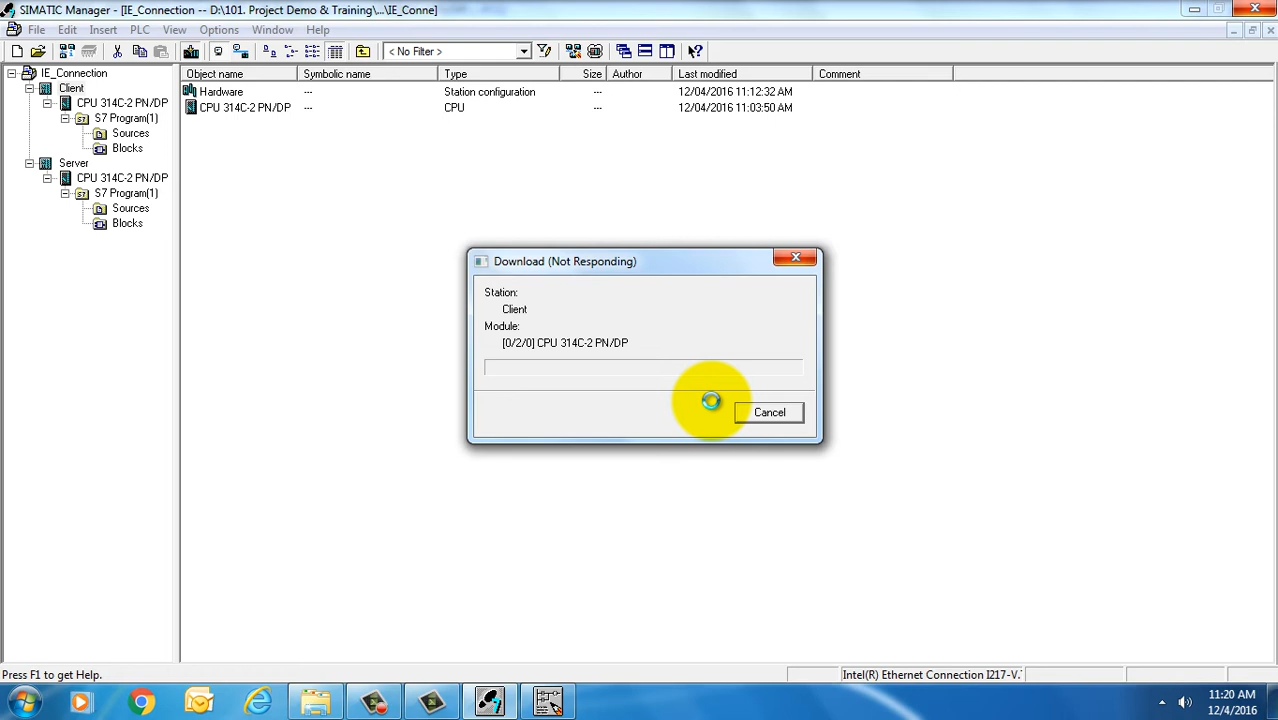 SIMATIC Manager - [IE_Connection -- D:\101. Project Demo & Training\...\IE_Conne]
File Edit Insert PLC View Options Window Help
< No Filter >
IE_Connection
Client
CPU 314C-2 PN/DP
S7 Program(1)
Sources
Blocks
Server
CPU 314C-2 PN/DP
S7 Program(1)
Sources
Blocks
Object name Symbolic name Type Size Author Last modified Comment
Hardware --- Station configuration --- 12/04/2016 11:12:32 AM
CPU 314C-2 PN/DP --- CPU --- 12/04/2016 11:03:50 AM
Download (Not Responding)
Station:
Client
Module:
[0/2/0] CPU 314C-2 PN/DP
Cancel
Press F1 to get Help.
Intel(R) Ethernet Connection I217-V.
11:20 AM
12/4/2016